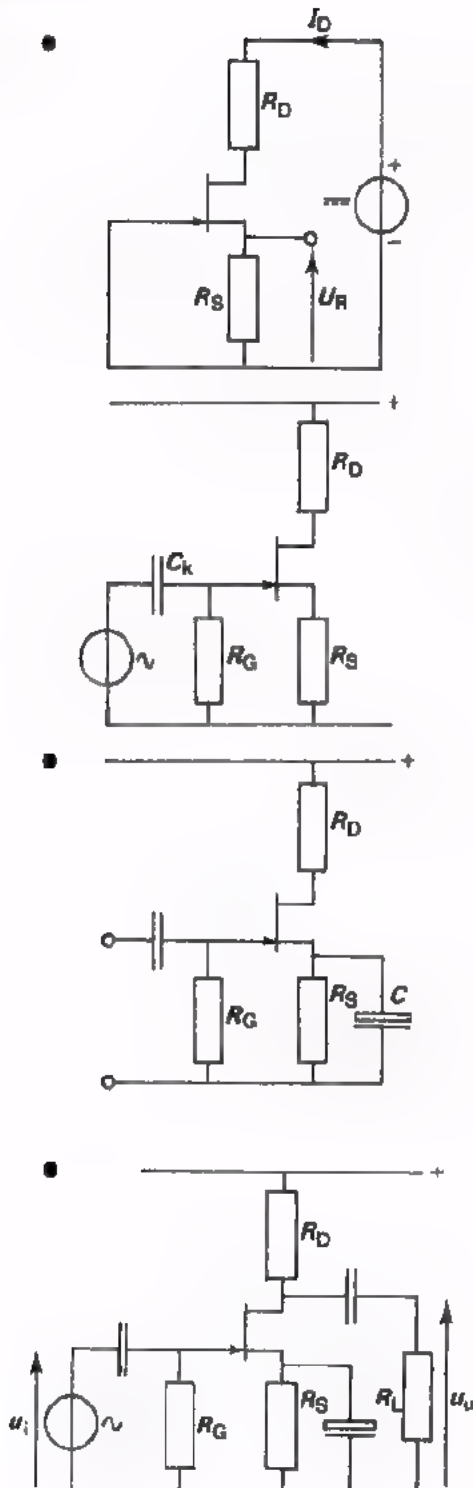 I_D
R_D
+
−
R_S
U_R
+
R_D
C_k
R_G
R_S
+
R_D
R_G
R_S
C
+
R_D
u_i
R_G
R_S
R_L
u_u